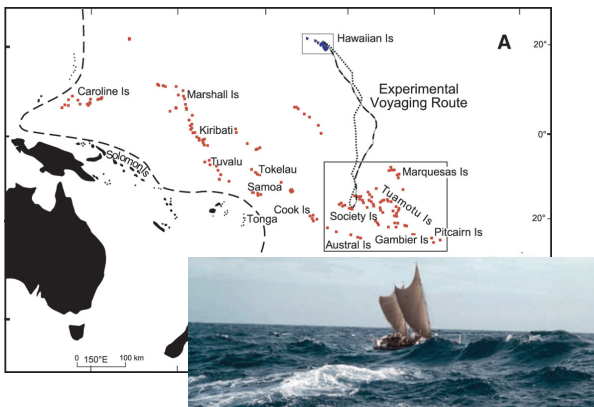 Hawaiian Is
A
20°
Caroline Is
Marshall Is
Experimental
Voyaging Route
Kiribati
0°
Solomon Is
Tuvalu
Tokelau
Marquesas Is
Samoa
Tuamotu Is
Cook Is
Society Is
Tonga
20°
Pitcairn Is
Gambier Is
Austral Is
0 150°E 100 km